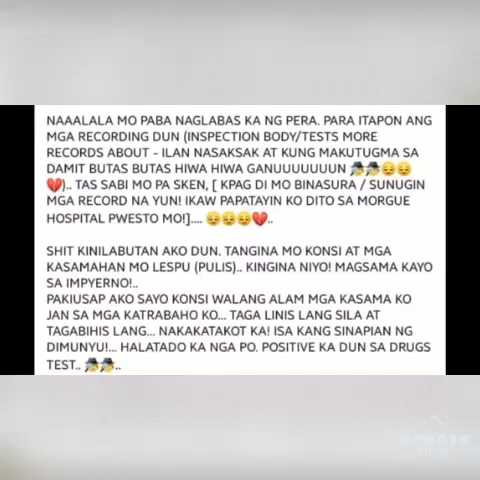 NAAALALA MO PABA NAGLABAS KA NG PERA. PARA ITAPON ANG
MGA RECORDING DUN (INSPECTION BODY/TESTS MORE
RECORDS ABOUT - ILAN NASAKSAK AT KUNG MAKUTUGMA SA
DAMIT BUTAS BUTAS HIWA HIWA GANUUUUUUUN 🕵️🕵️😔😔
💔).. TAS SABI MO PA SKEN, [ KPAG DI MO BINASURA / SUNUGIN
MGA RECORD NA YUN! IKAW PAPATAYIN KO DITO SA MORGUE
HOSPITAL PWESTO MO!].... 😔😔😔💔..
SHIT KINILABUTAN AKO DUN. TANGINA MO KONSI AT MGA
KASAMAHAN MO LESPU (PULIS).. KINGINA NIYO! MAGSAMA KAYO
SA IMPYERNO!..
PAKIUSAP AKO SAYO KONSI WALANG ALAM MGA KASAMA KO
JAN SA MGA KATRABAHO KO... TAGA LINIS LANG SILA AT
TAGABIHIS LANG... NAKAKATAKOT KA! ISA KANG SINAPIAN NG
DIMUNYU!... HALATADO KA NGA PO. POSITIVE KA DUN SA DRUGS
TEST.. 🕵️🕵️..